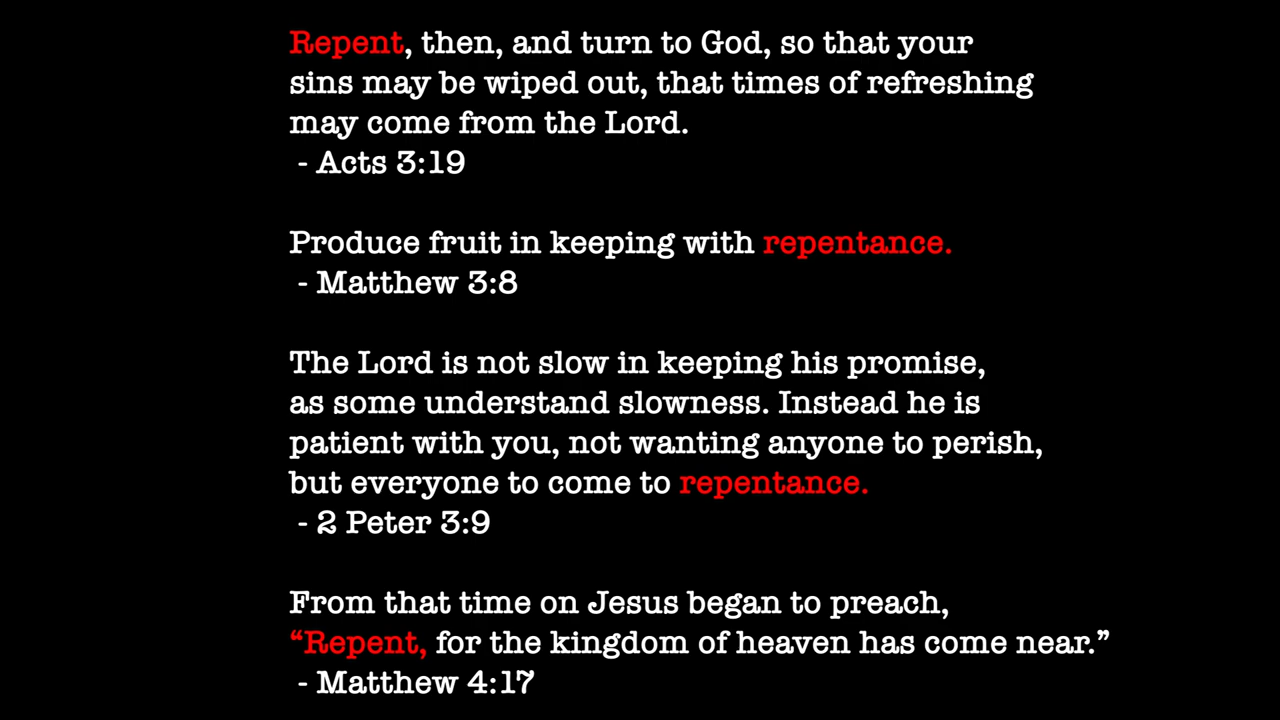 Repent, then, and turn to God, so that your
sins may be wiped out, that times of refreshing
may come from the Lord.
- Acts 3:19
Produce fruit in keeping with repentance.
- Matthew 3:8
The Lord is not slow in keeping his promise,
as some understand slowness. Instead he is
patient with you, not wanting anyone to perish,
but everyone to come to repentance.
- 2 Peter 3:9
From that time on Jesus began to preach,
“Repent, for the kingdom of heaven has come near.”
- Matthew 4:17